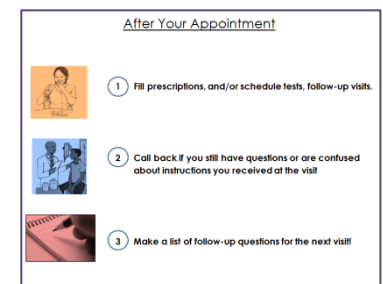 After Your Appointment
1 Fill prescriptions, and/or schedule tests, follow-up visits.
2 Call back if you still have questions or are confused
about instructions you received at the visit
3 Make a list of follow-up questions for the next visit!